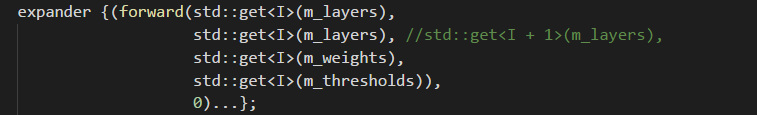 expander {(forward(std::get<I>(m_layers),
std::get<I>(m_layers), //std::get<I + 1>(m_layers),
std::get<I>(m_weights),
std::get<I>(m_thresholds)),
0)...};